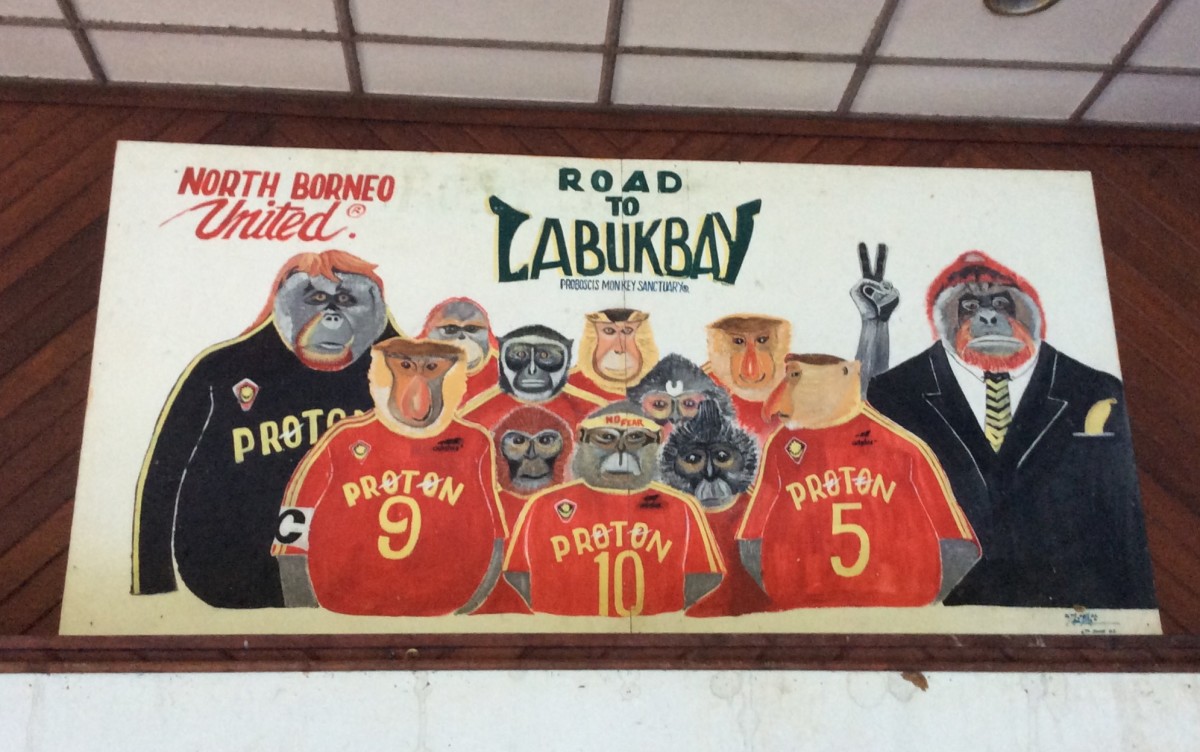 NORTH BORNEO
United.®
ROAD
TO
LABUKBAY
PROBOSCIS MONKEY SANCTUARY®
PROTON
C
PROTON
9
NO FEAR
PROTON
10
PROTON
5